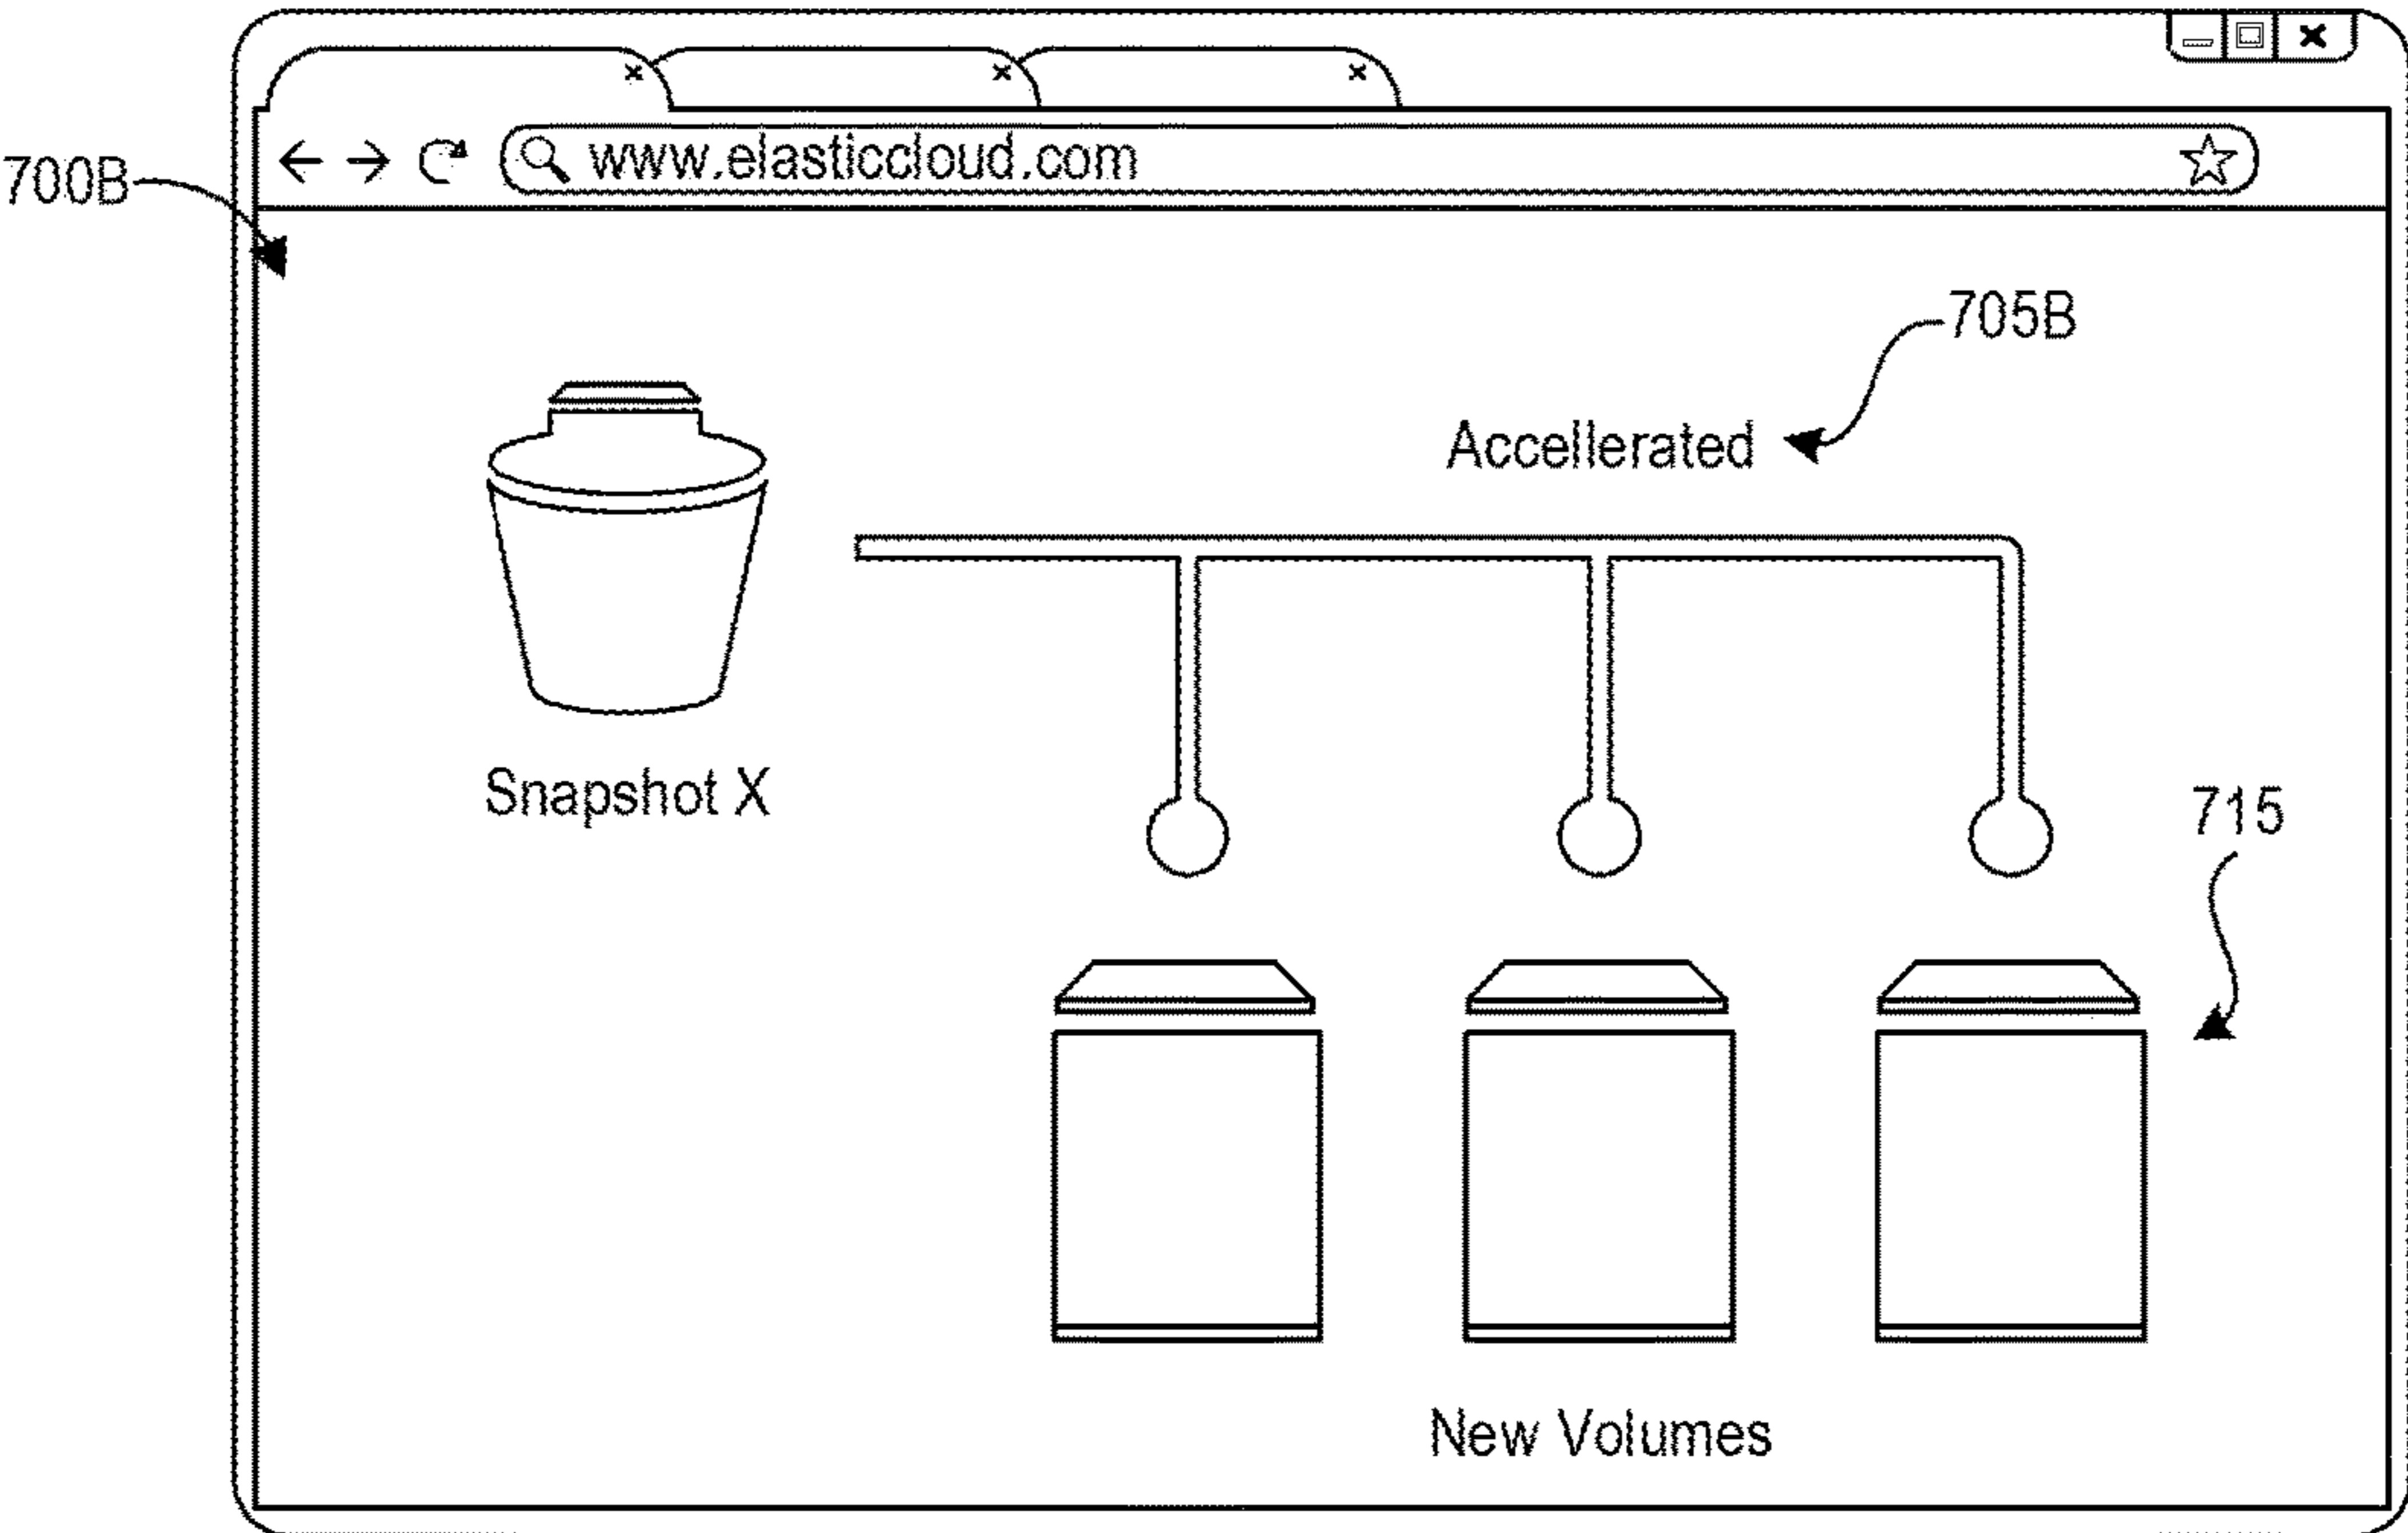 www.elasticcloud.com
700B
705B
Accellerated
Snapshot X
715
New Volumes